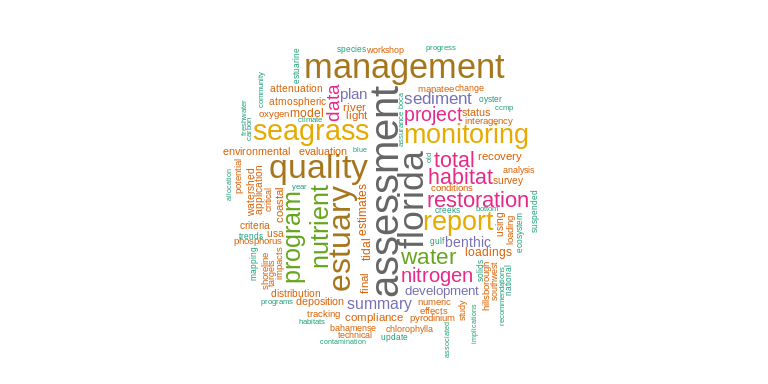 species workshop progress
estuarine
management
attenuation
plan
data
manatee change
community
atmospheric
sediment
oyster
ccmp
oxygen model
river
light
climate
freshwater
carbon
assurance boca
project status
interagency
seagrass
monitoring
assessment
florida
environmental evaluation blue
old
total recovery
quality
habitat
analysis
survey
allocation
potential
watershed
application
critical
coastal
year
program
nutrient
estuary
estimates
tidal
conditions
restoration
creeks
report
using
loading
ecosystem
suspended
criteria
trends usa
phosphorus
gulf benthic
loadings
water
mapping
shoreline
targets
impacts
final
nitrogen
solids
hillsborough
southwest
recommendations
national
distribution
development
programs deposition
summary
numeric
effects
study
tracking
compliance
pyrodinium
implications
habitats
bahamense
technical
chlorophylla
update
associated
contamination